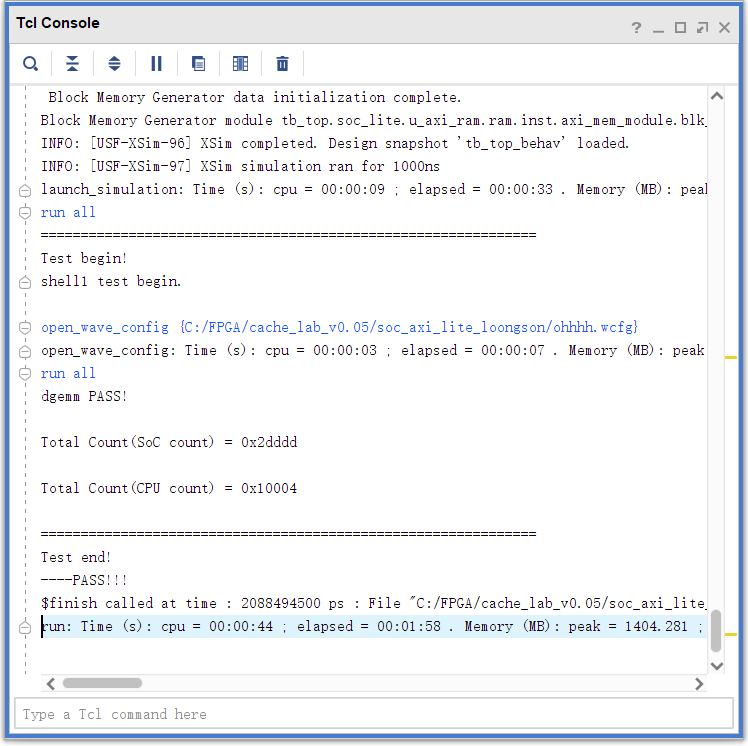 Tcl Console
? _ □ ↗ ✕
 Block Memory Generator data initialization complete.
Block Memory Generator module tb_top.soc_lite.u_axi_ram.ram.inst.axi_mem_module.blk_
INFO: [USF-XSim-96] XSim completed. Design snapshot 'tb_top_behav' loaded.
INFO: [USF-XSim-97] XSim simulation ran for 1000ns
launch_simulation: Time (s): cpu = 00:00:09 ; elapsed = 00:00:33 . Memory (MB): peak
run all
==============================================================
Test begin!
shell1 test begin.
open_wave_config {C:/FPGA/cache_lab_v0.05/soc_axi_lite_loongson/ohhhh.wcfg}
open_wave_config: Time (s): cpu = 00:00:03 ; elapsed = 00:00:07 . Memory (MB): peak
run all
dgemm PASS!
Total Count(SoC count) = 0x2dddd
Total Count(CPU count) = 0x10004
==============================================================
Test end!
----PASS!!!
$finish called at time : 2088494500 ps : File "C:/FPGA/cache_lab_v0.05/soc_axi_lite_
run: Time (s): cpu = 00:00:44 ; elapsed = 00:01:58 . Memory (MB): peak = 1404.281 ;
Type a Tcl command here